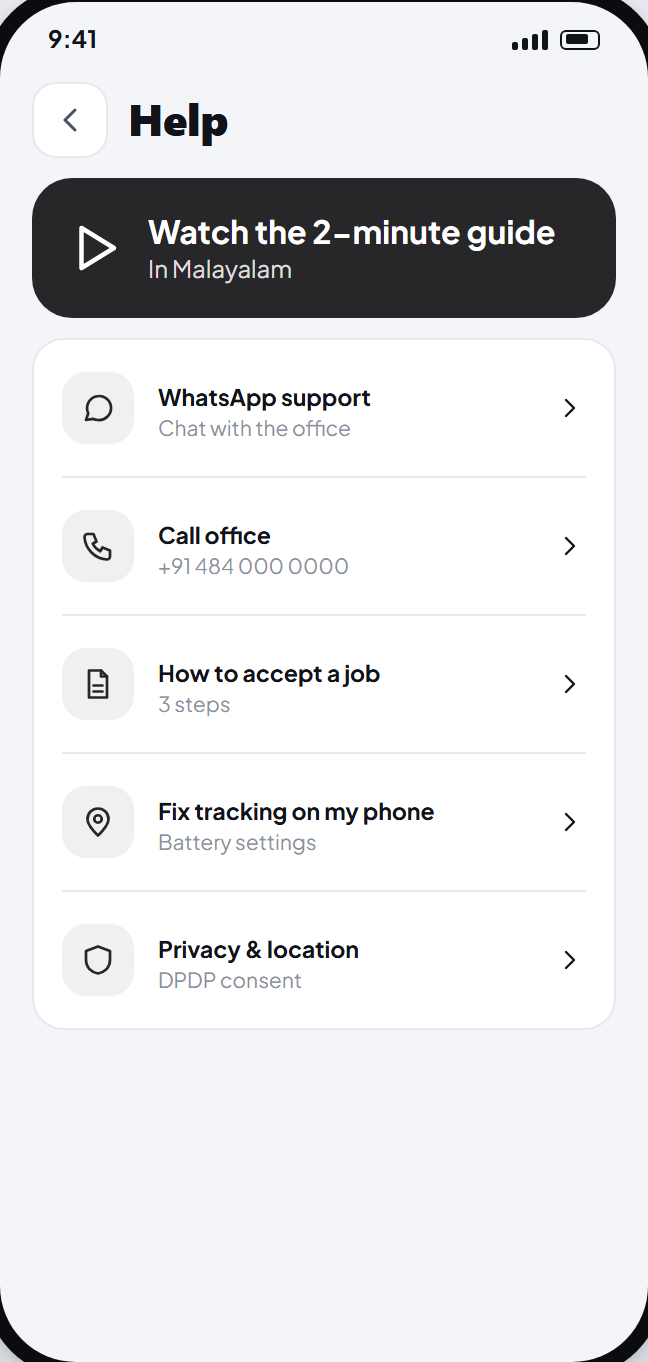 9:41
Help
Watch the 2-minute guide
In Malayalam
WhatsApp support
Chat with the office
Call office
+91 484 000 0000
How to accept a job
3 steps
Fix tracking on my phone
Battery settings
Privacy & location
DPDP consent